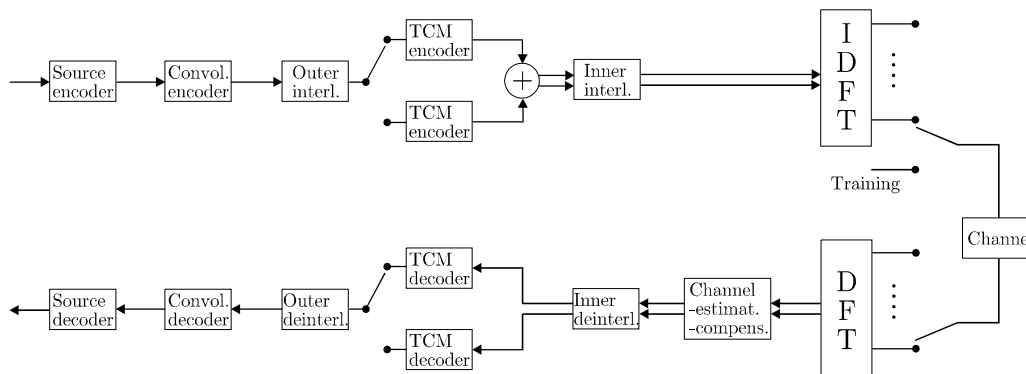 Source
encoder
Convol.
encoder
Outer
interl.
TCM
encoder
TCM
encoder
+
Inner
interl.
I
D
F
T
Training
Channel
Source
decoder
Convol.
decoder
Outer
deinterl.
TCM
decoder
TCM
decoder
Inner
deinterl.
Channel
-estimat.
-compens.
D
F
T